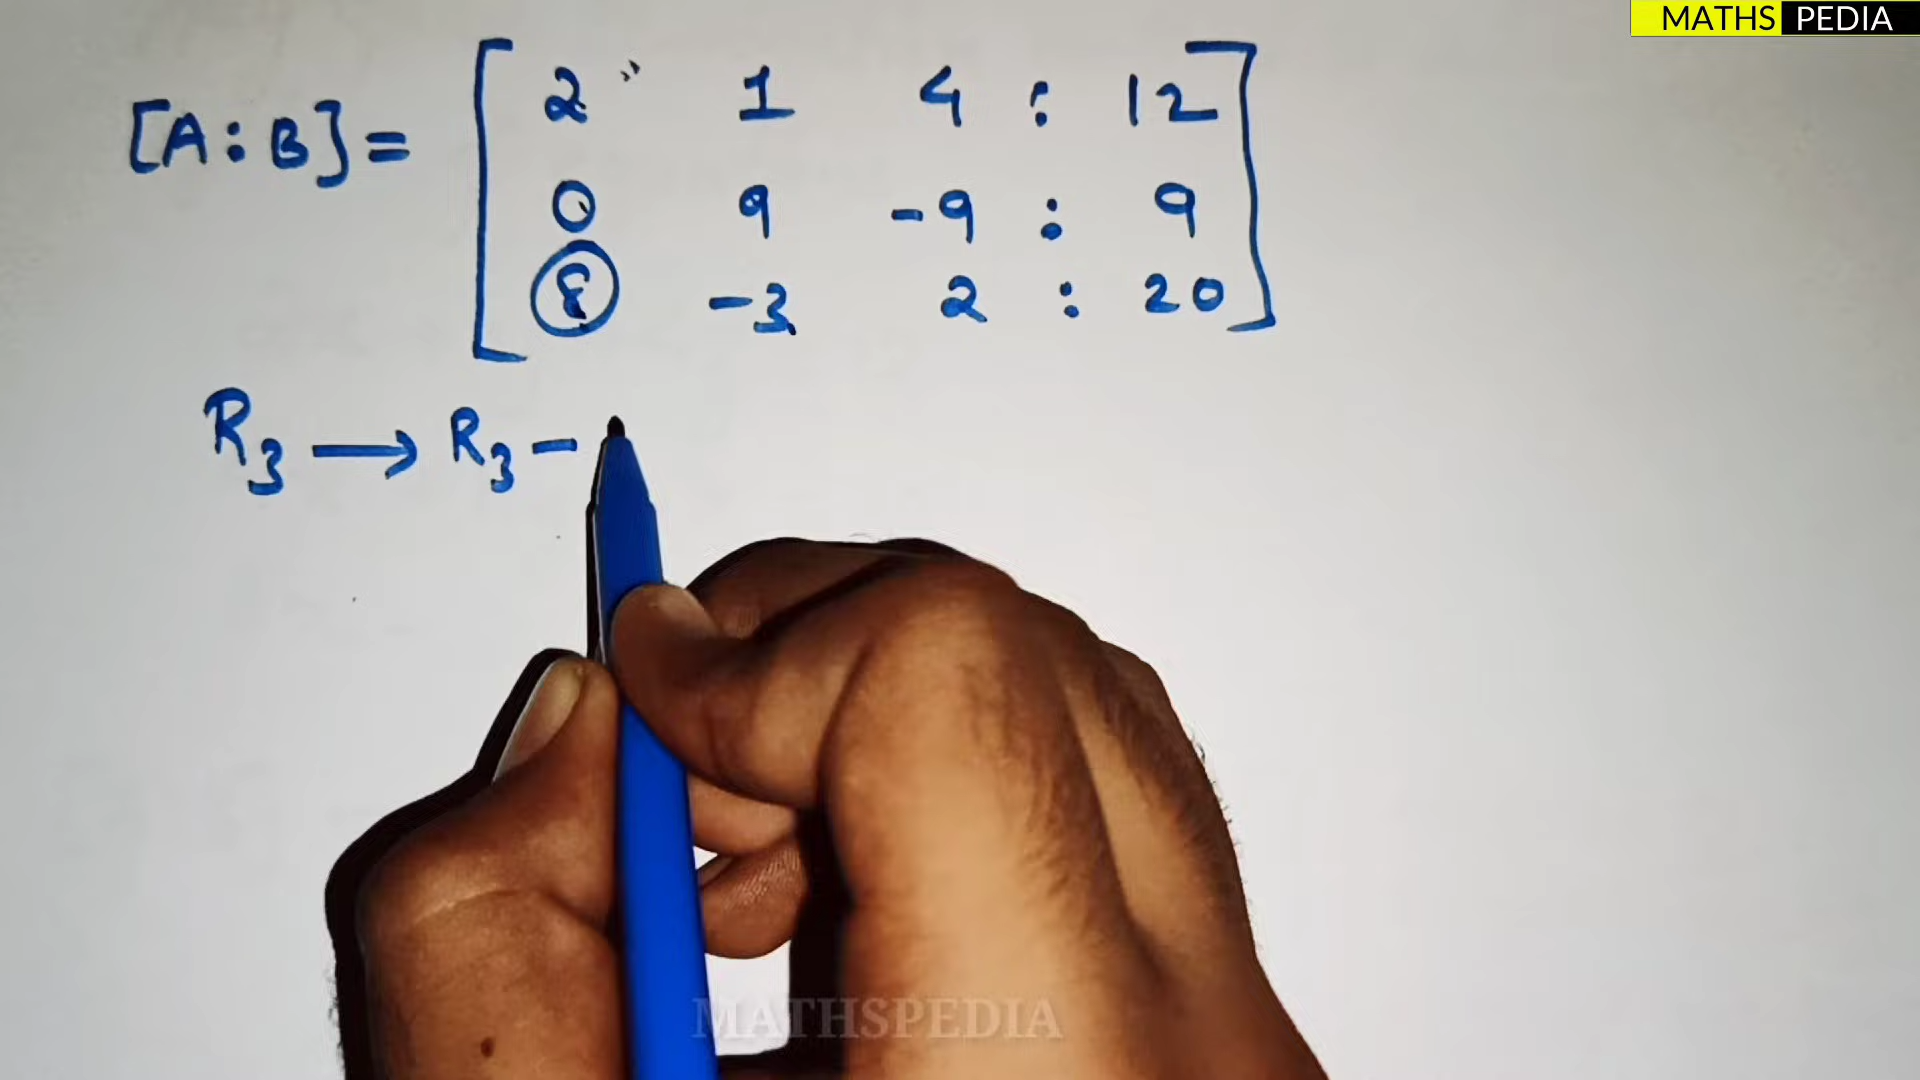 MATHS PEDIA
2 1 4 : 12
[A:B] =
0 9 -9 : 9
8 -3 2 : 20
R3 → R3 -
MATHSPEDIA